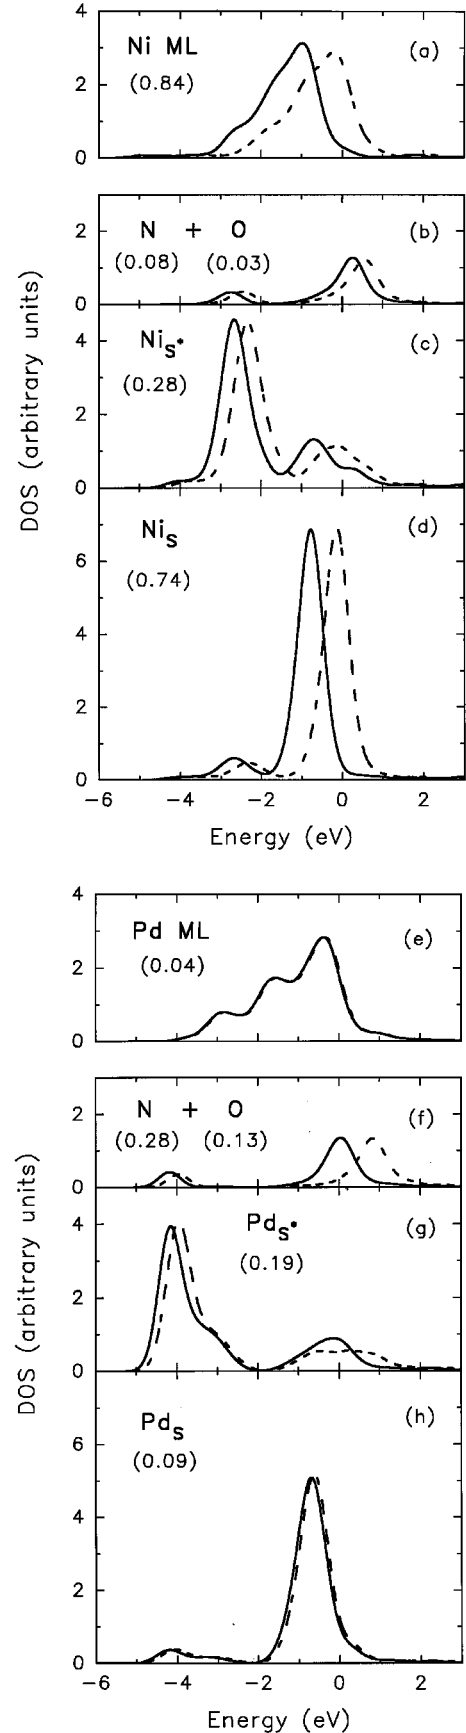 4
2
0
Ni ML
(0.84)
(a)
2
0
N + O
(0.08) (0.03)
(b)
4
2
0
Ni_S*
(0.28)
(c)
6
4
2
0
Ni_S
(0.74)
(d)
−6 −4 −2 0 2
Energy (eV)
DOS (arbitrary units)
4
2
0
Pd ML
(0.04)
(e)
2
0
N + O
(0.28) (0.13)
(f)
4
2
0
Pd_S*
(0.19)
(g)
6
4
2
0
Pd_S
(0.09)
(h)
−6 −4 −2 0 2
Energy (eV)
DOS (arbitrary units)